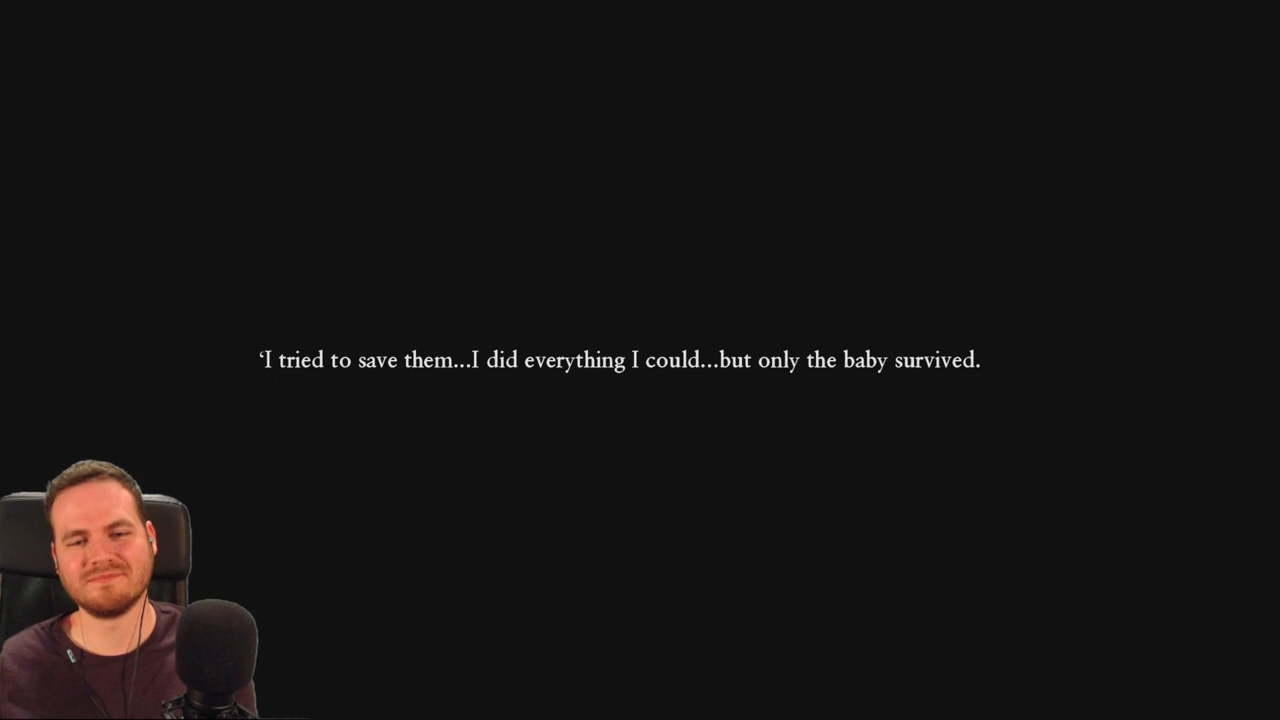 ‘I tried to save them...I did everything I could...but only the baby survived.